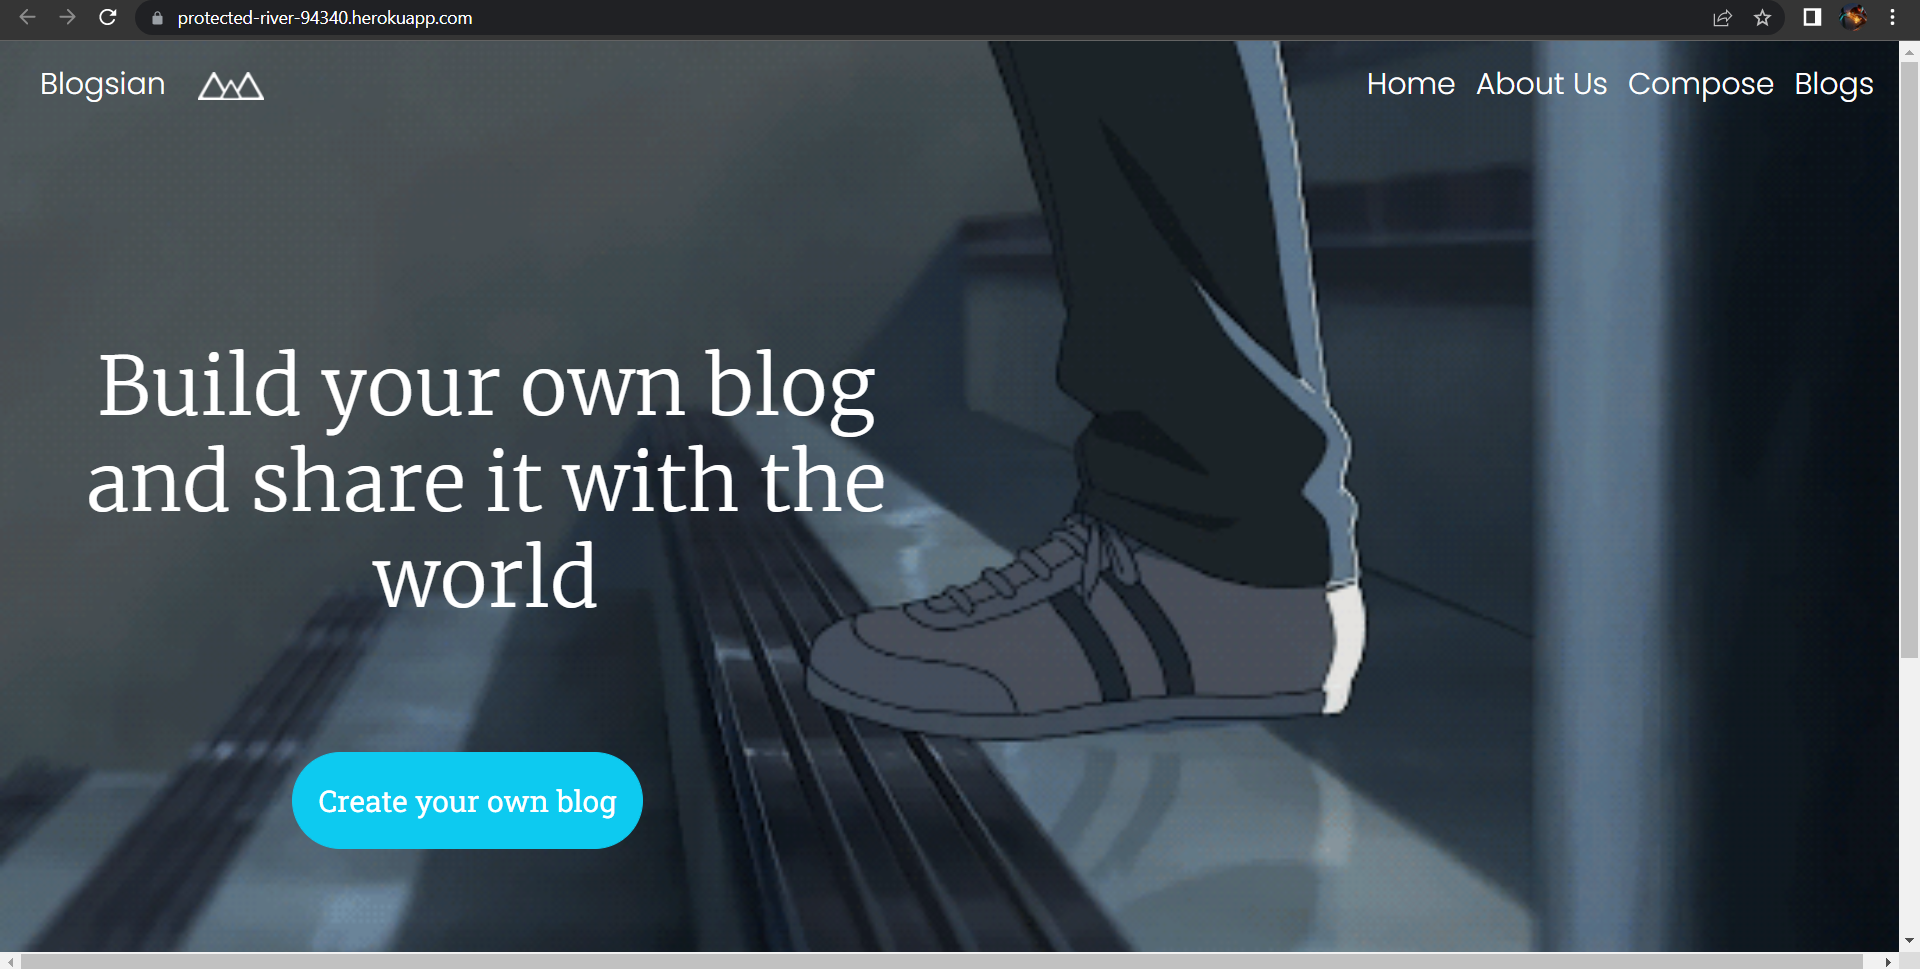 protected-river-94340.herokuapp.com
Blogsian
Home About Us Compose Blogs
Build your own blog
and share it with the
world
Create your own blog